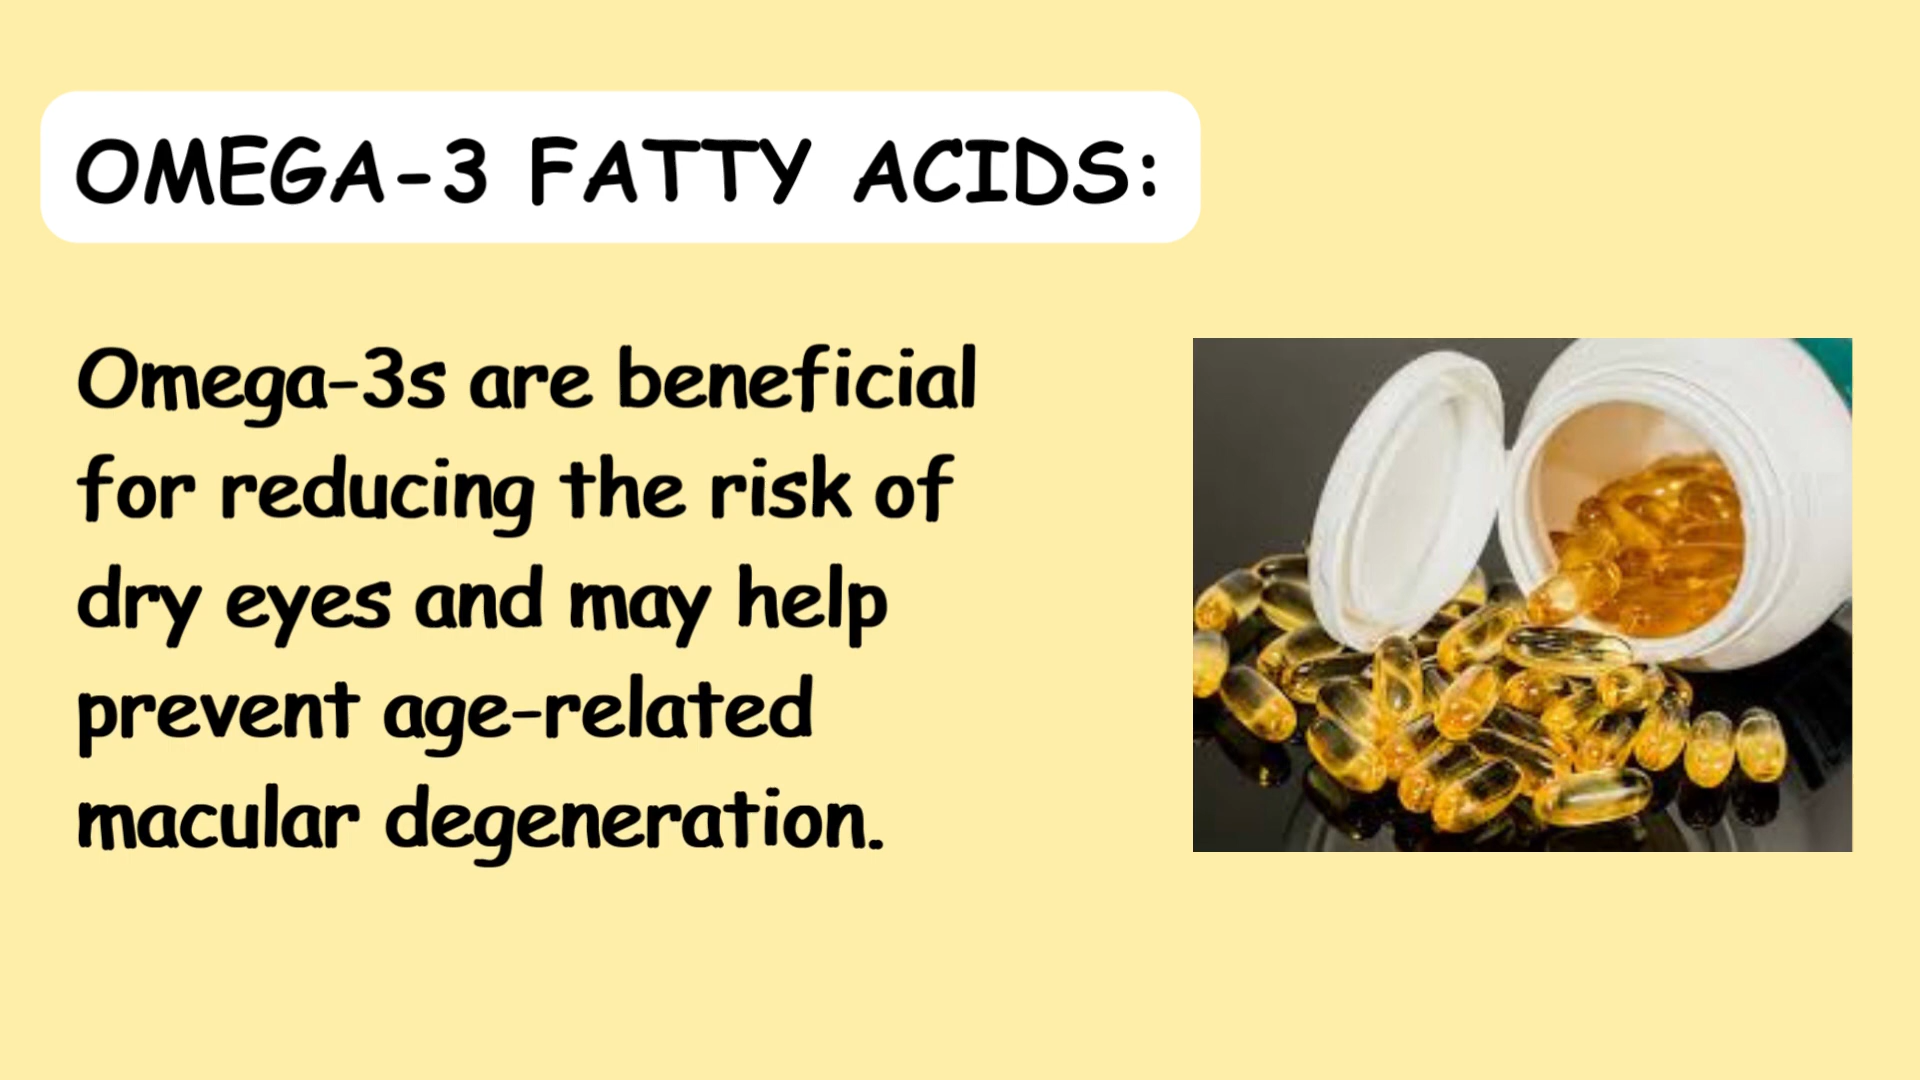 OMEGA-3 FATTY ACIDS:
Omega-3s are beneficial
for reducing the risk of
dry eyes and may help
prevent age-related
macular degeneration.